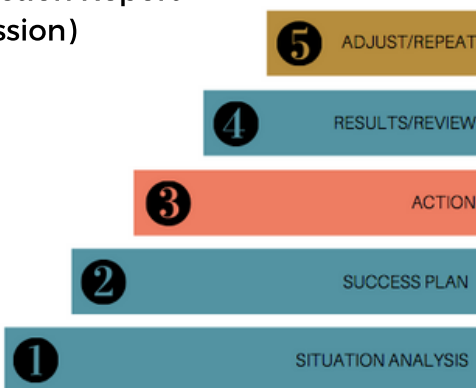 ssion)
5 ADJUST/REPEAT
4 RESULTS/REVIEW
3 ACTION
2 SUCCESS PLAN
1 SITUATION ANALYSIS